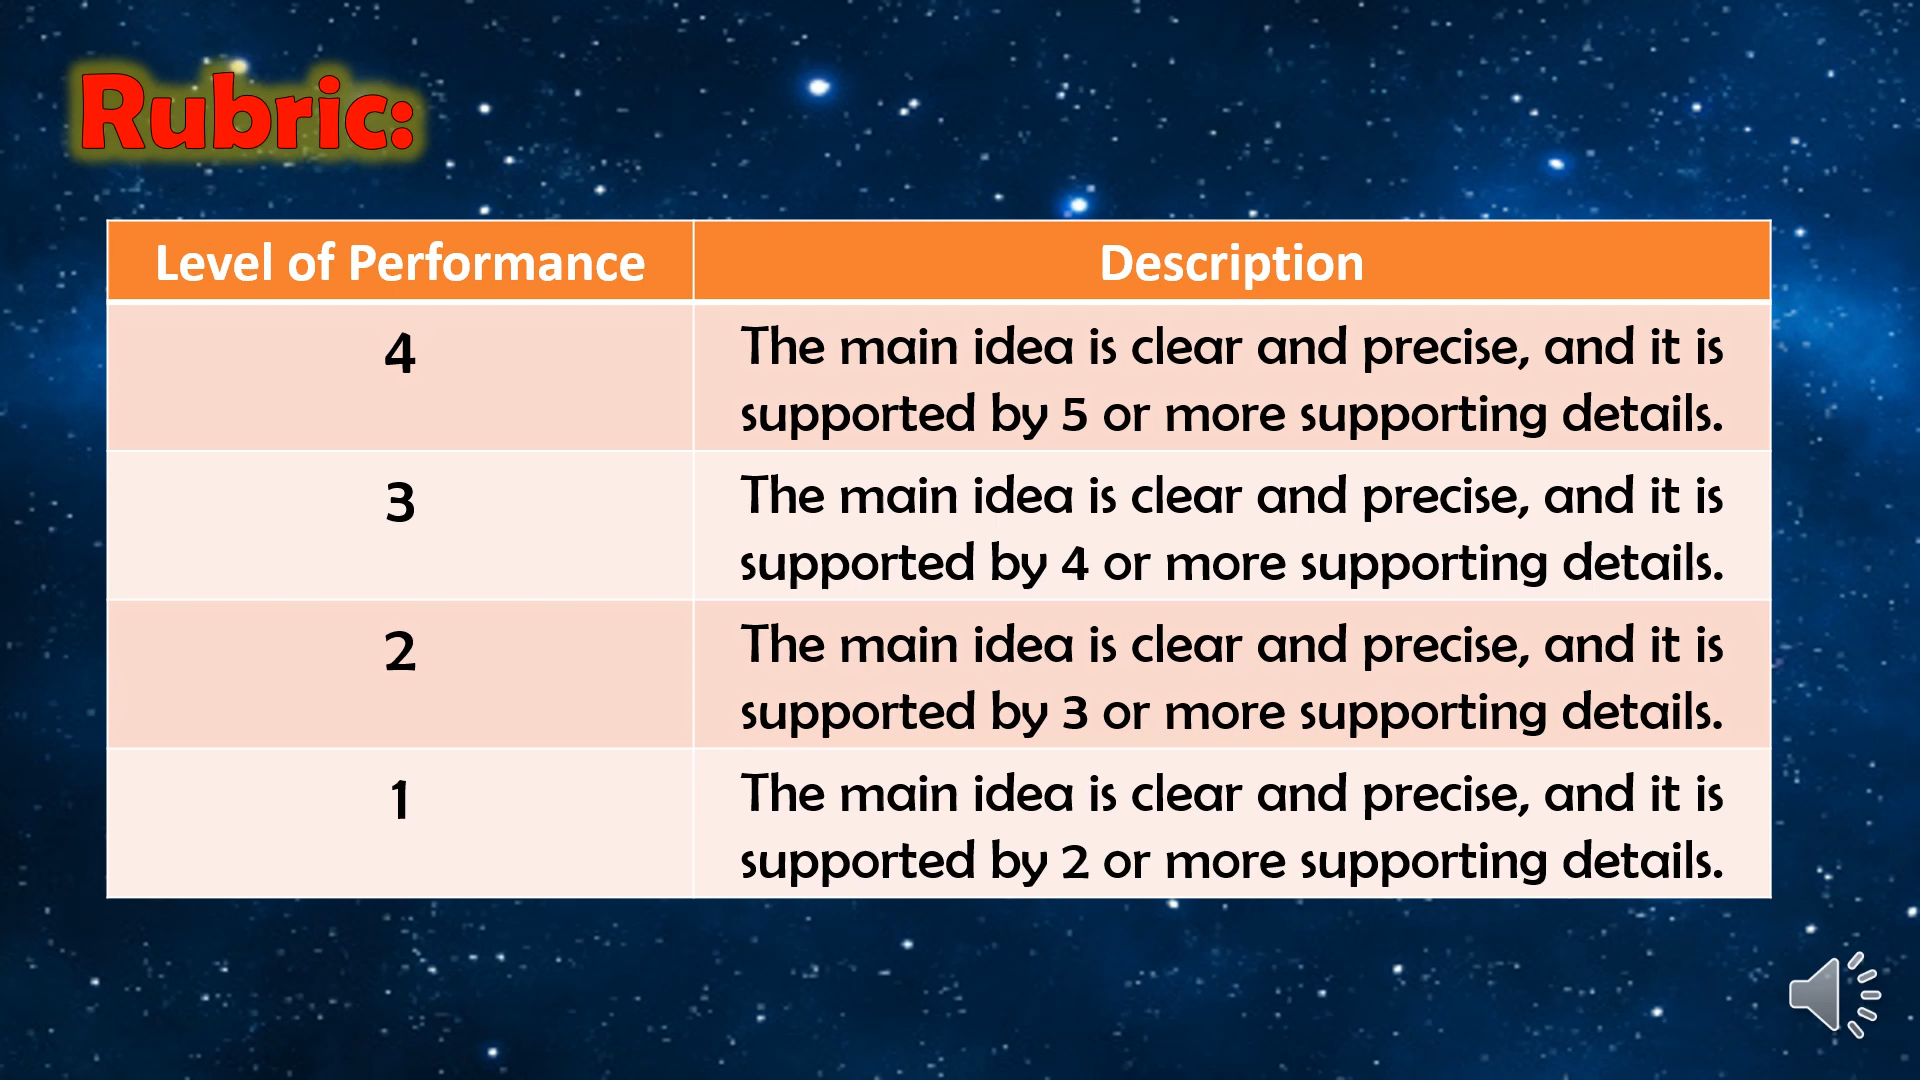 Rubric:
Level of Performance
Description
4
The main idea is clear and precise, and it is
supported by 5 or more supporting details.
3
The main idea is clear and precise, and it is
supported by 4 or more supporting details.
2
The main idea is clear and precise, and it is
supported by 3 or more supporting details.
1
The main idea is clear and precise, and it is
supported by 2 or more supporting details.